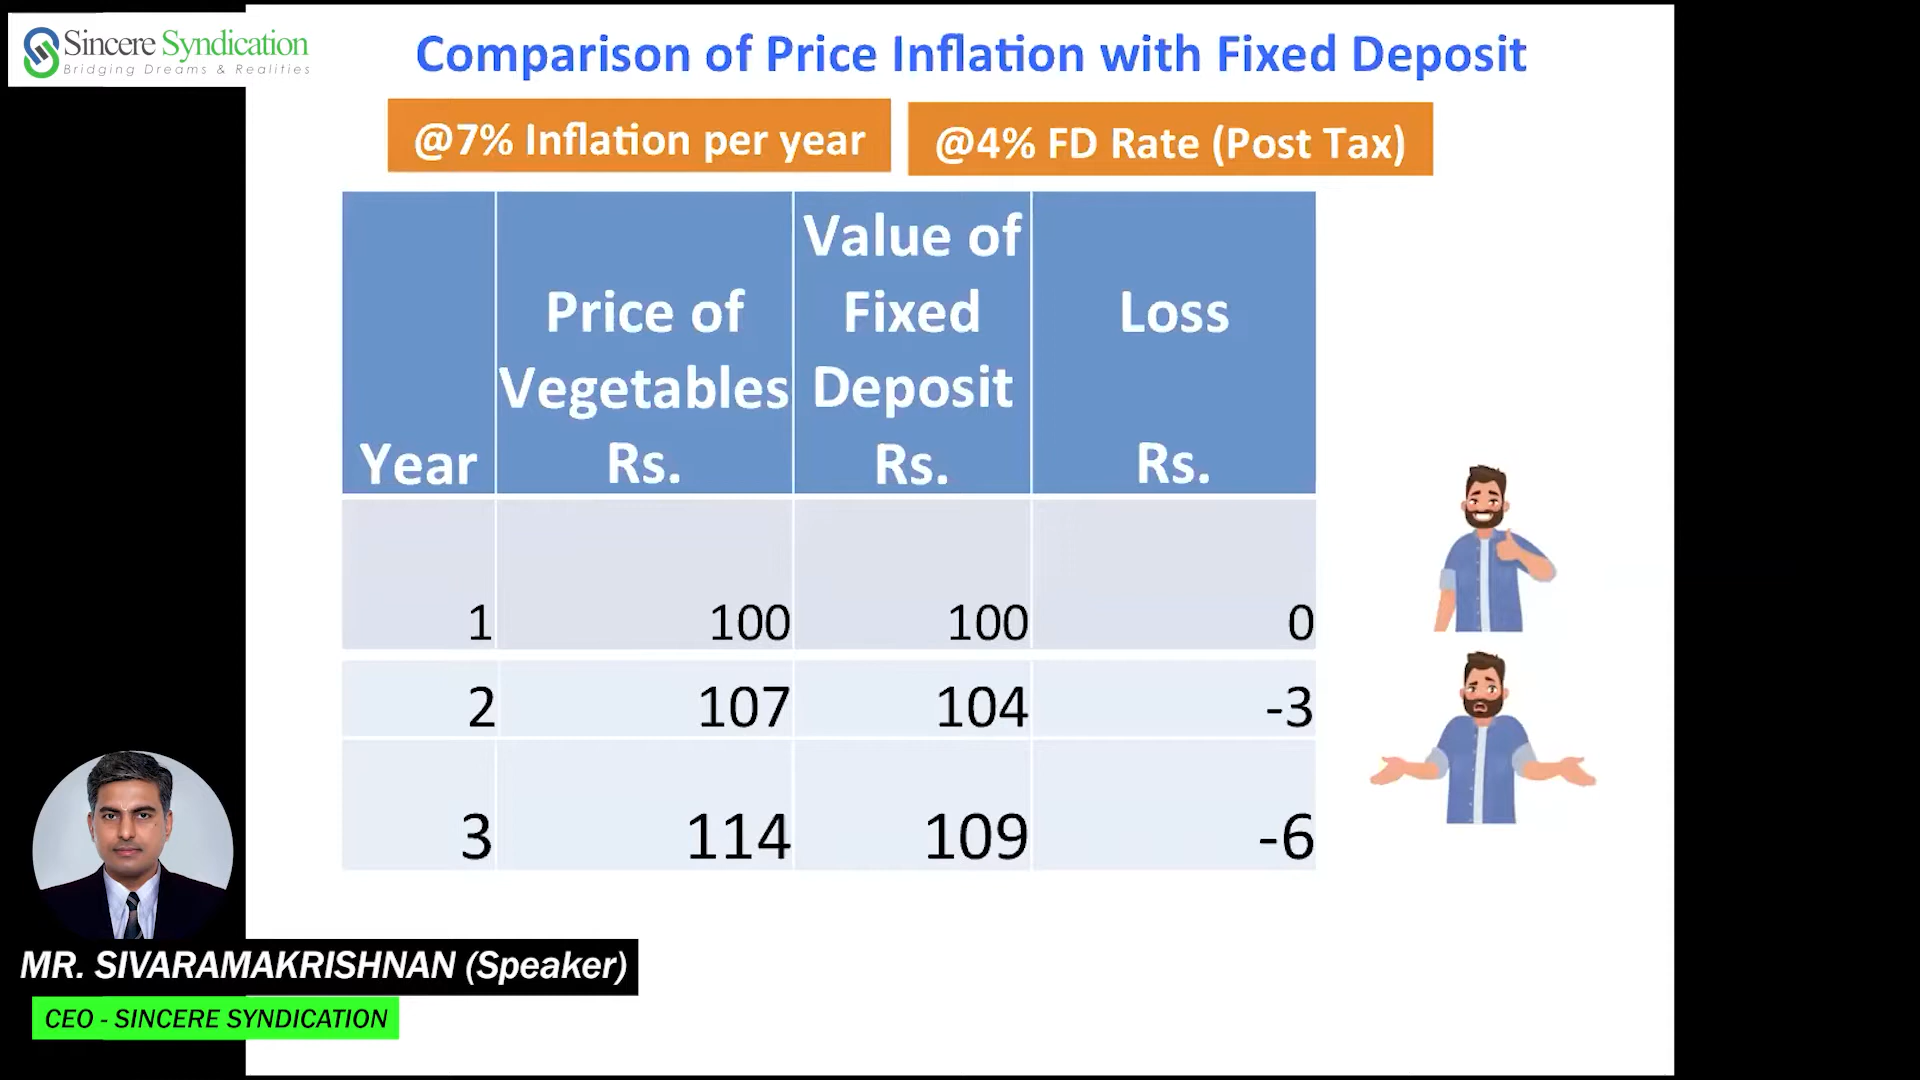 Sincere Syndication
Bridging Dreams & Realities
Comparison of Price Inflation with Fixed Deposit
@7% Inflation per year
@4% FD Rate (Post Tax)
Year
Price of
Vegetables
Rs.
Value of
Fixed
Deposit
Rs.
Loss
Rs.
1 100 100 0
2 107 104 -3
3 114 109 -6
MR. SIVARAMAKRISHNAN (Speaker)
CEO - SINCERE SYNDICATION